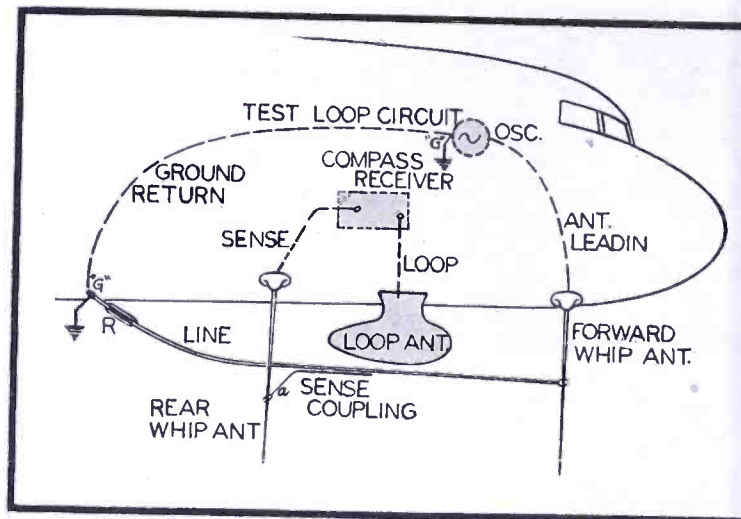 TEST LOOP CIRCUIT
"G"
OSC.
COMPASS
RECEIVER
GROUND
RETURN
ANT.
LEADIN
SENSE
LOOP
"G"
R
LINE
LOOP ANT.
FORWARD
WHIP ANT.
a
SENSE
COUPLING
REAR
WHIP ANT